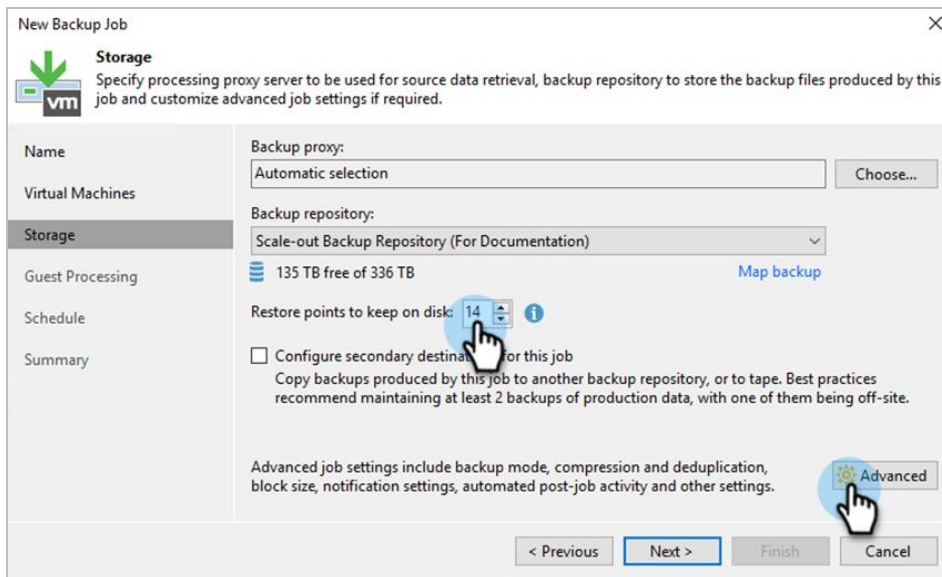 New Backup Job
Storage
Specify processing proxy server to be used for source data retrieval, backup repository to store the backup files produced by this
job and customize advanced job settings if required.
vm
Name
Virtual Machines
Storage
Guest Processing
Schedule
Summary
Backup proxy:
Automatic selection
Choose...
Backup repository:
Scale-out Backup Repository (For Documentation)
135 TB free of 336 TB
Map backup
Restore points to keep on disk: 14
Configure secondary destinat for this job
Copy backups produced by this job to another backup repository, or to tape. Best practices
recommend maintaining at least 2 backups of production data, with one of them being off-site.
Advanced job settings include backup mode, compression and deduplication,
block size, notification settings, automated post-job activity and other settings.
Advanced
< Previous
Next >
Finish
Cancel